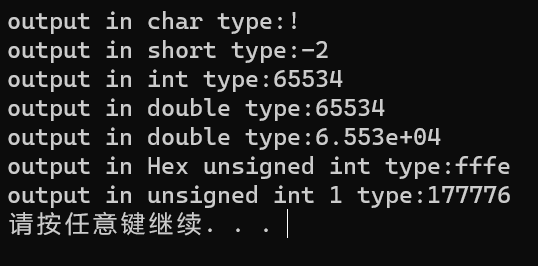 output in char type:!
output in short type:-2
output in int type:65534
output in double type:65534
output in double type:6.553e+04
output in Hex unsigned int type:fffe
output in unsigned int 1 type:177776
请按任意键继续. . .